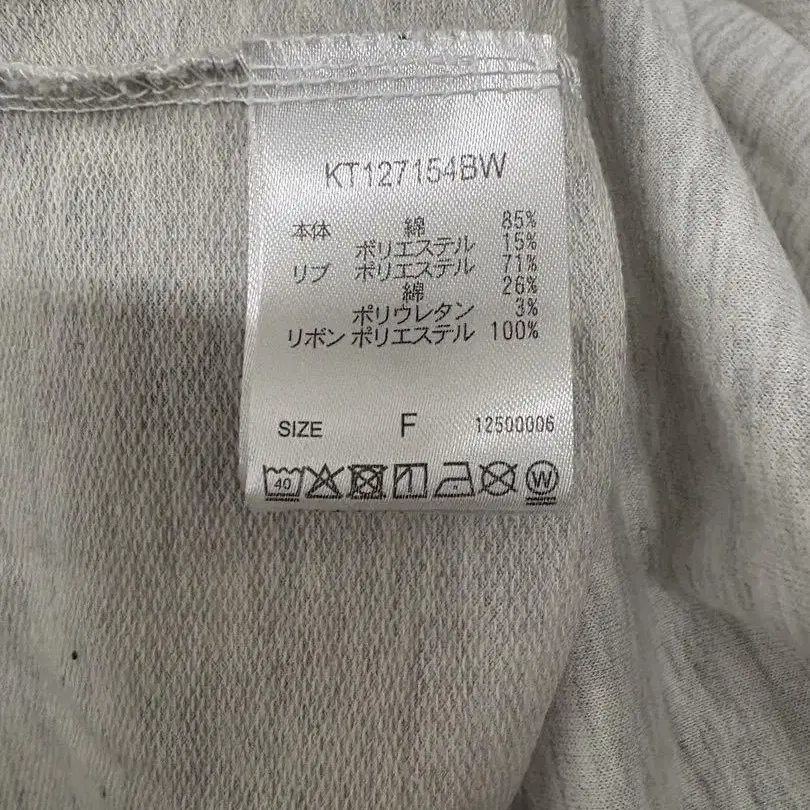 KT127154BW
本体 綿 85%
ポリエステル 15%
リブ ポリエステル 71%
綿 26%
ポリウレタン 3%
リボン ポリエステル 100%
SIZE F 12500006
40 W